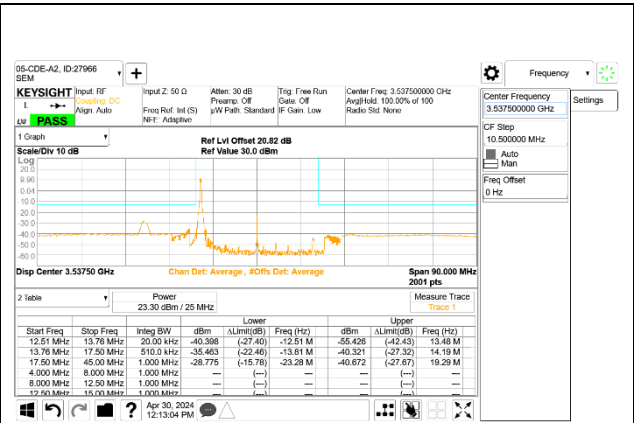 05-CDE-A2, ID:27966
SEM
Frequency
KEYSIGHT Input: RF Input Z: 50 Ω Atten: 30 dB Trig: Free Run Center Freq: 3.537500000 GHz
L Coupling: DC Preamp: Off Gate: Off Avg|Hold: 100.00% of 100
Align: Auto Freq Ref: Int (S) µW Path: Standard IF Gain: Low Radio Std: None
PASS NFE: Adaptive
Center Frequency Settings
3.537500000 GHz
CF Step
10.500000 MHz
Auto
Man
Freq Offset
0 Hz
1 Graph
Ref Lvl Offset 20.82 dB
Scale/Div 10 dB Ref Value 30.0 dBm
Log
20.0
9.96
0.04
10.0
-20.0
-30.0
-40.0
-50.0
-60.0
Disp Center 3.53750 GHz Chan Det: Average , #Offs Det: Average Span 90.000 MHz
2001 pts
2 Table Power Measure Trace
23.30 dBm / 25 MHz Trace 1
Lower Upper
Start Freq Stop Freq Integ BW dBm ΔLimit(dB) Freq (Hz) dBm ΔLimit(dB) Freq (Hz)
12.51 MHz 13.76 MHz 20.00 kHz -40.398 (-27.40) -12.51 M -55.426 (-42.43) 13.48 M
13.76 MHz 17.50 MHz 510.0 kHz -35.463 (-22.46) -13.81 M -40.321 (-27.32) 14.19 M
17.50 MHz 45.00 MHz 1.000 MHz -28.775 (-15.78) -23.28 M -40.672 (-27.67) 19.29 M
4.000 MHz 8.000 MHz 1.000 MHz --- (---) --- --- (---) ---
8.000 MHz 12.50 MHz 1.000 MHz --- (---) --- --- (---) ---
12.50 MHz 15.00 MHz 1.000 MHz --- (---) --- --- (---) ---
? Apr 30, 2024
12:13:04 PM